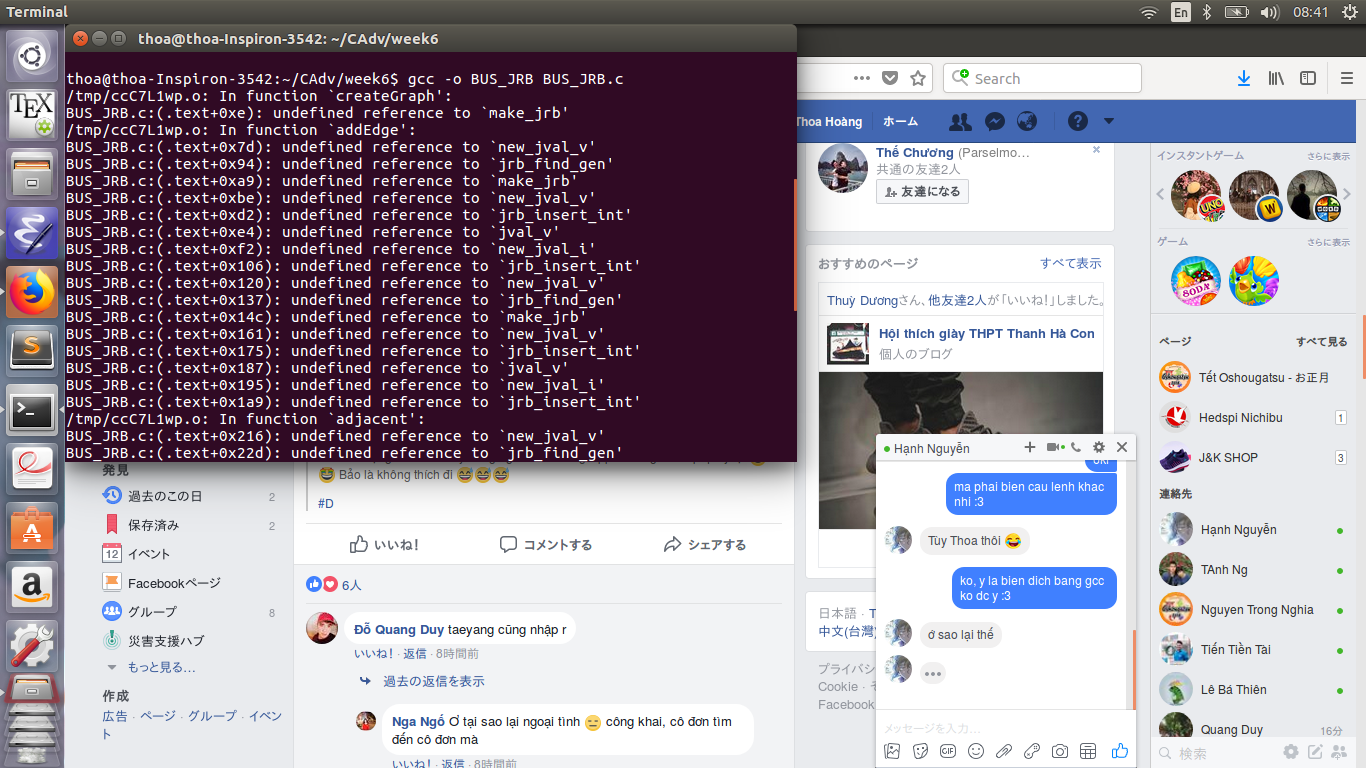 Terminal
En
08:41
thoa@thoa-Inspiron-3542: ~/CAdv/week6
thoa@thoa-Inspiron-3542:~/CAdv/week6$ gcc -o BUS_JRB BUS_JRB.c
/tmp/ccC7L1wp.o: In function `createGraph':
BUS_JRB.c:(.text+0xe): undefined reference to `make_jrb'
/tmp/ccC7L1wp.o: In function `addEdge':
BUS_JRB.c:(.text+0x7d): undefined reference to `new_jval_v'
BUS_JRB.c:(.text+0x94): undefined reference to `jrb_find_gen'
BUS_JRB.c:(.text+0xa9): undefined reference to `make_jrb'
BUS_JRB.c:(.text+0xbe): undefined reference to `new_jval_v'
BUS_JRB.c:(.text+0xd2): undefined reference to `jrb_insert_int'
BUS_JRB.c:(.text+0xe4): undefined reference to `jval_v'
BUS_JRB.c:(.text+0xf2): undefined reference to `new_jval_i'
BUS_JRB.c:(.text+0x106): undefined reference to `jrb_insert_int'
BUS_JRB.c:(.text+0x120): undefined reference to `new_jval_v'
BUS_JRB.c:(.text+0x137): undefined reference to `jrb_find_gen'
BUS_JRB.c:(.text+0x14c): undefined reference to `make_jrb'
BUS_JRB.c:(.text+0x161): undefined reference to `new_jval_v'
BUS_JRB.c:(.text+0x175): undefined reference to `jrb_insert_int'
BUS_JRB.c:(.text+0x187): undefined reference to `jval_v'
BUS_JRB.c:(.text+0x195): undefined reference to `new_jval_i'
BUS_JRB.c:(.text+0x1a9): undefined reference to `jrb_insert_int'
/tmp/ccC7L1wp.o: In function `adjacent':
BUS_JRB.c:(.text+0x216): undefined reference to `new_jval_v'
BUS_JRB.c:(.text+0x22d): undefined reference to `jrb_find_gen'
TEX
Search
Thoa Hoàng
ホーム
発見
過去のこの日 2
保存済み 2
12 イベント
Facebookページ
グループ 8
災害支援ハブ
もっと見る...
作成
広告 · ページ · グループ · イベン
ト
Bảo là không thích đi
#D
いいね！ コメントする シェアする
6人
Đỗ Quang Duy taeyang cũng nhập r
いいね！ · 返信 · 8時間前
過去の返信を表示
Nga Ngố Ơ tại sao lại ngoại tình công khai, cô đơn tìm
đến cô đơn mà
いいね！ · 返信 · 8時間前
Thế Chương (Parselmo...
共通の友達2人
友達になる
おすすめのページ すべて表示
Thuỳ Dươngさん、他友達2人が「いいね！」しました。
Hội thích giày THPT Thanh Hà Con
個人のブログ
日本語 · T
中文(台灣)
プライバシ
Cookie ·
Facebook
Hạnh Nguyễn
ma phai bien cau lenh khac
nhi :3
Tùy Thoa thôi
ko, y la bien dich bang gcc
ko dc y :3
ớ sao lại thế
メッセージを入力...
GIF
インスタントゲーム さらに表示
UNO
W
ゲーム さらに表示
SODA
ページ すべて見る
Tết Oshougatsu - お正月
Hedspi Nichibu 1
J&K SHOP 3
連絡先
Hạnh Nguyễn
TAnh Ng
Nguyen Trong Nghia
Tiến Tiền Tài
Lê Bá Thiên
Quang Duy 16分
検索